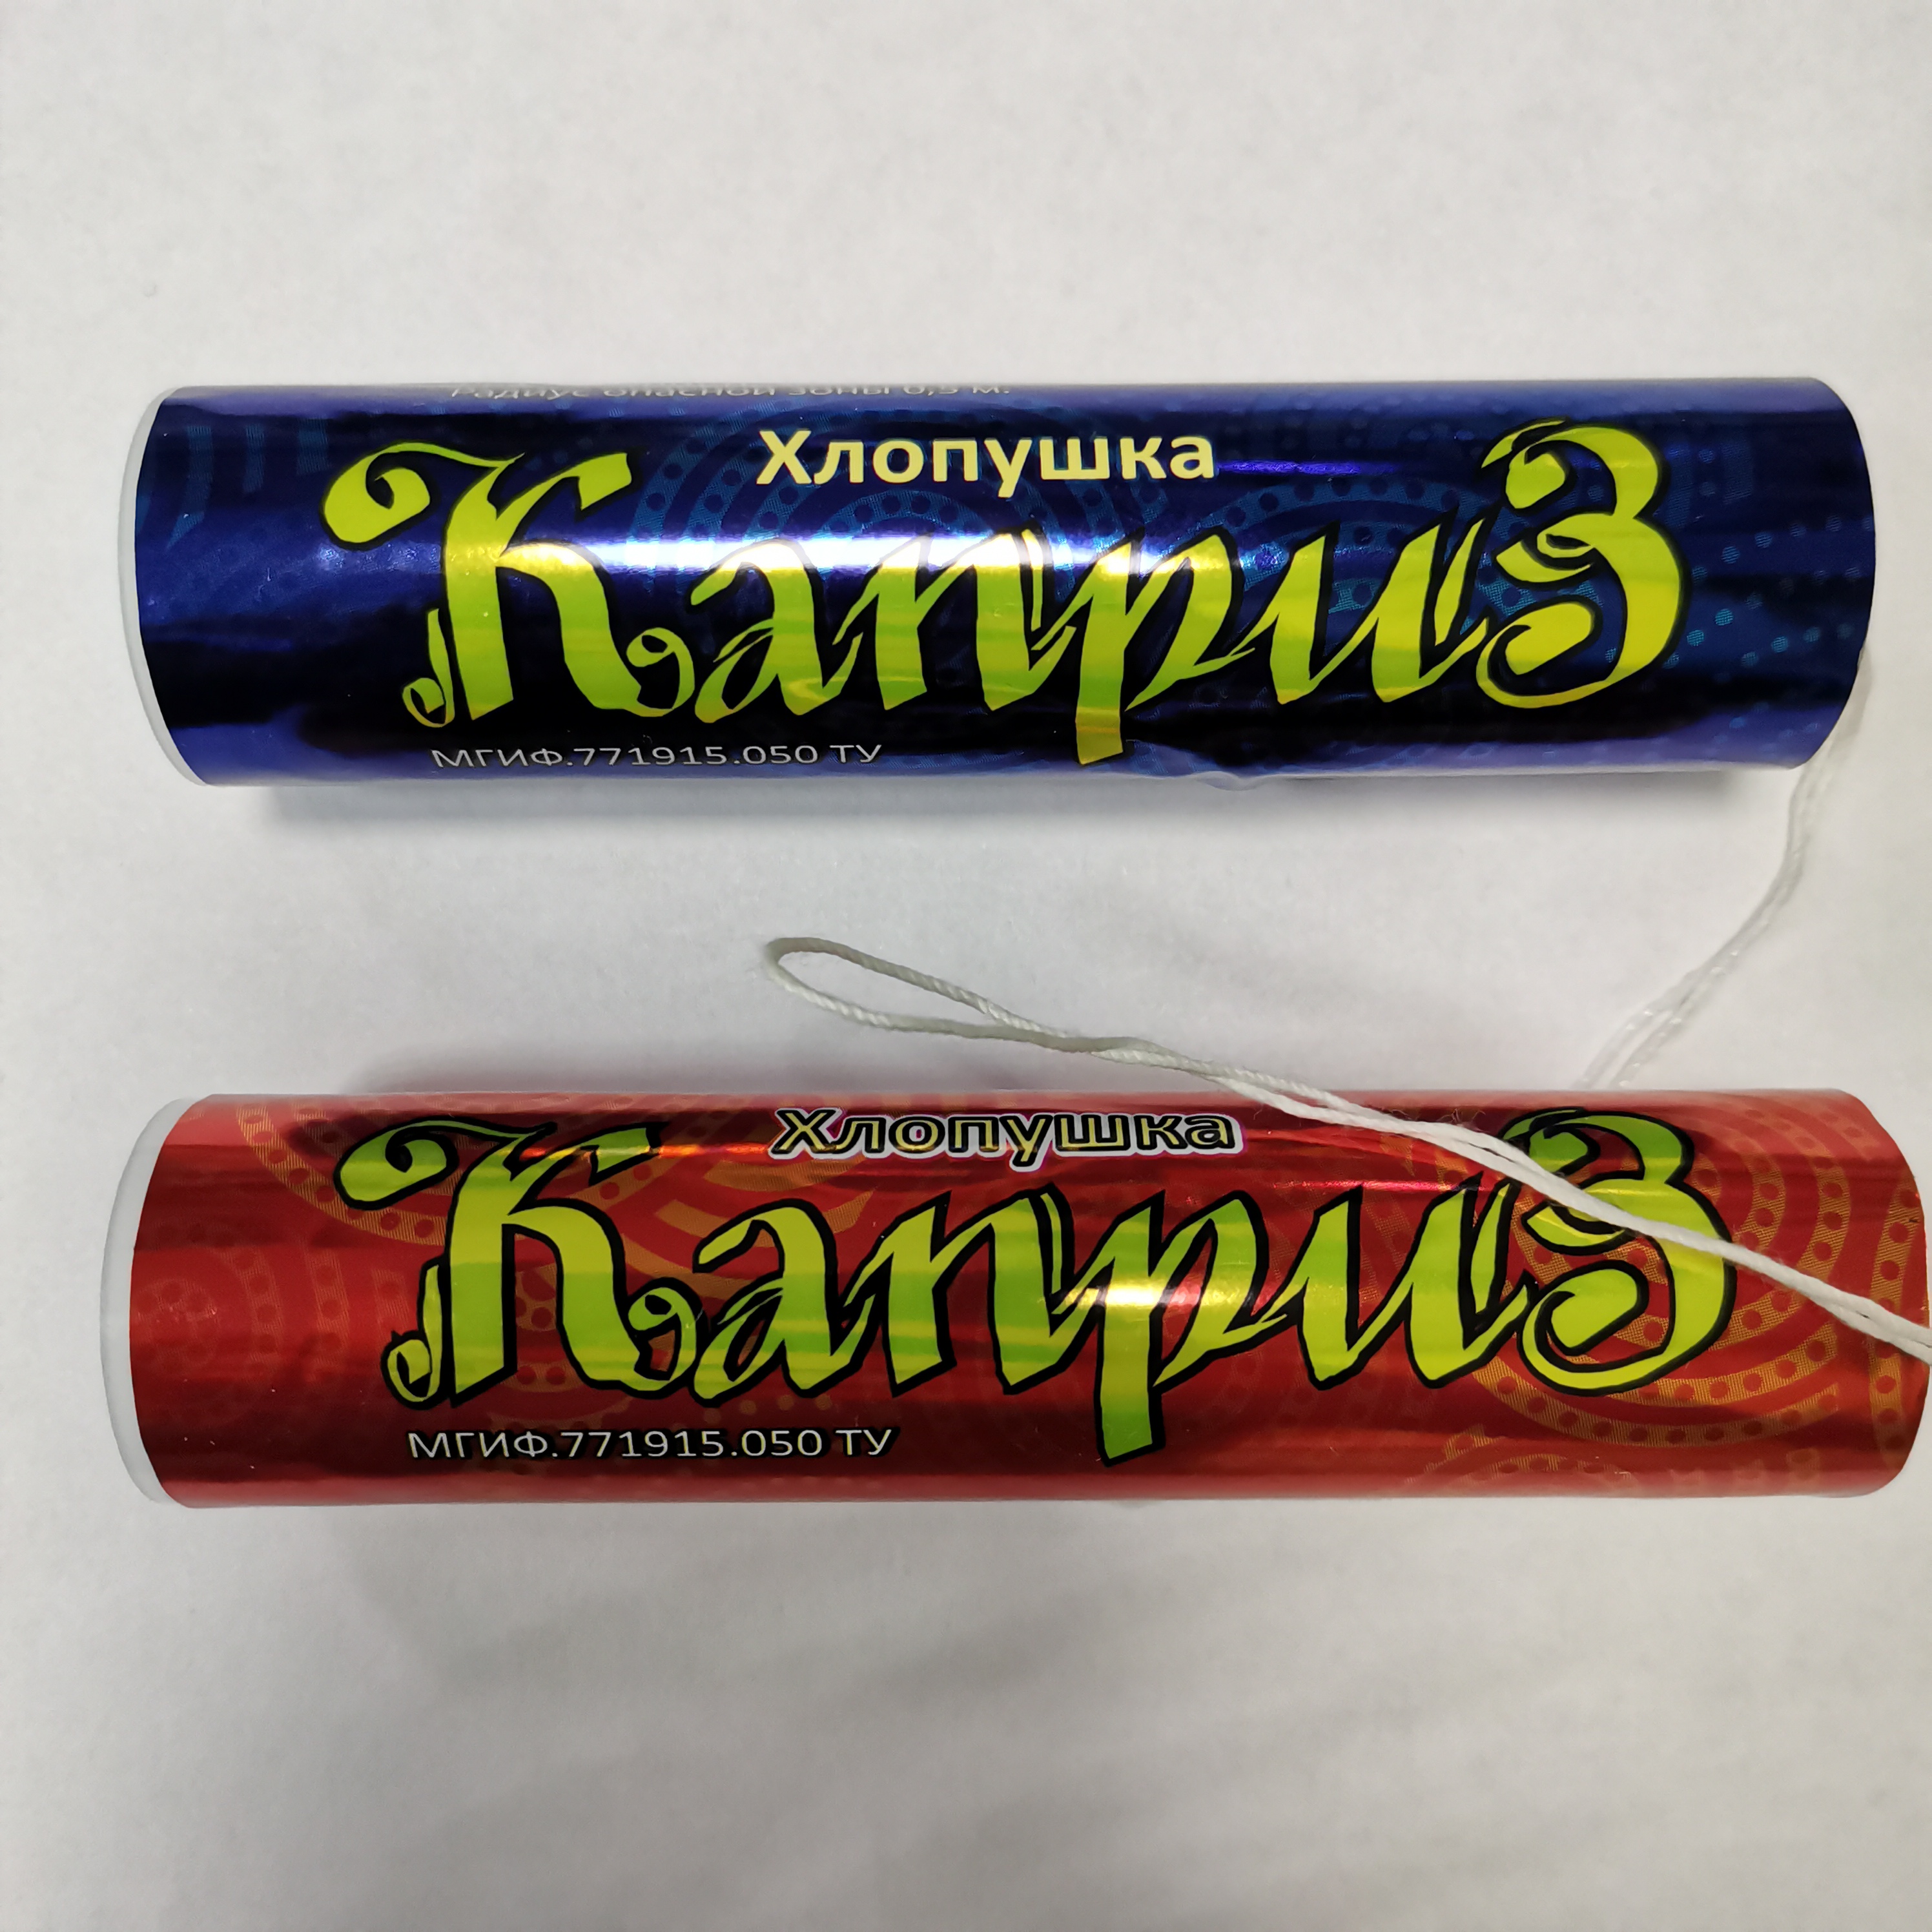 Радиус опасной зоны 0,5 м.
Хлопушка
Каприз
МГИФ.771915.050 ТУ
Хлопушка
Каприз
МГИФ.771915.050 ТУ